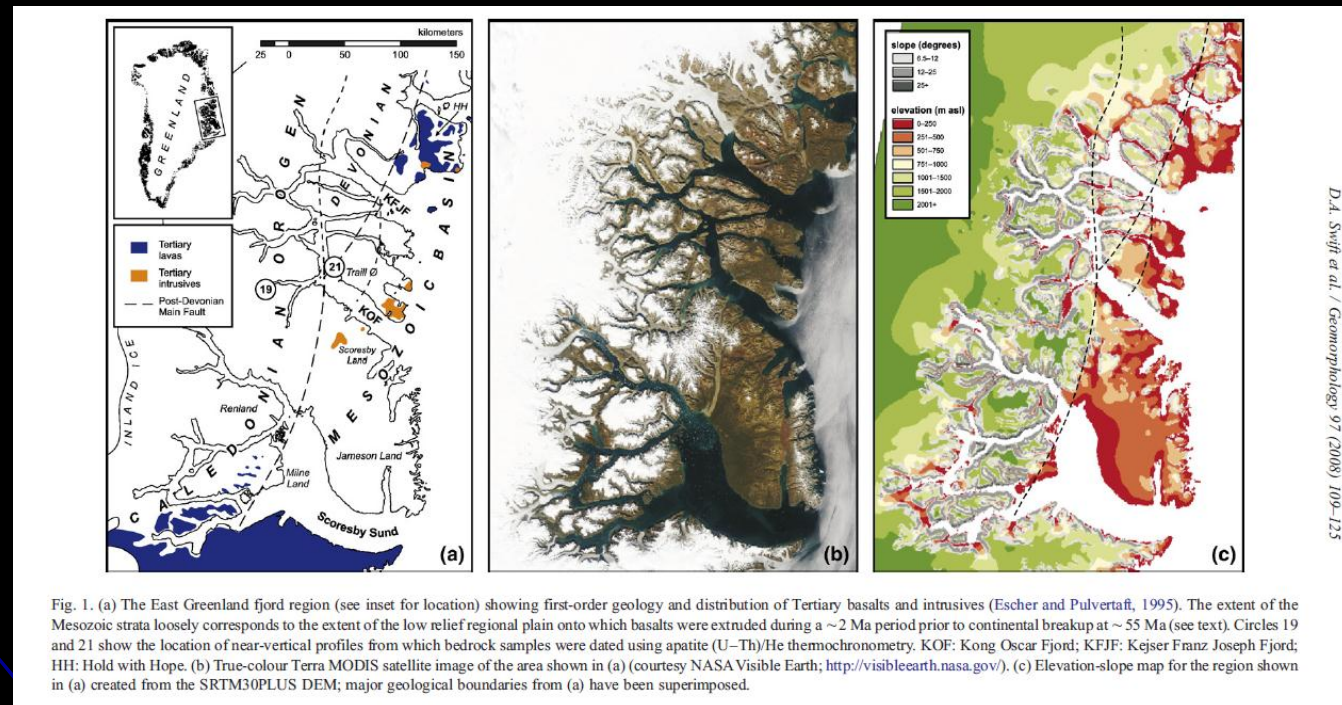 kilometers
25 0 50 100 150
GREENLAND
HH
DEVONIAN
KFJF
CALEDONIAN OROGEN
MESOZOIC BASIN
Tertiary
lavas
Tertiary
intrusives
Post-Devonian
Main Fault
21
Traill Ø
19
KOF
Scoresby
Land
INLAND ICE
Renland
Milne
Land
Jameson Land
Scoresby Sund
(a)
(b)
slope (degrees)
6.5–12
12–25
25+
elevation (m asl)
0–250
251–500
501–750
751–1000
1001–1500
1501–2000
2001+
(c)
D.A. Swift et al. / Geomorphology 97 (2008) 109–125
Fig. 1. (a) The East Greenland fjord region (see inset for location) showing first-order geology and distribution of Tertiary basalts and intrusives (Escher and Pulvertaft, 1995). The extent of the
Mesozoic strata loosely corresponds to the extent of the low relief regional plain onto which basalts were extruded during a ~2 Ma period prior to continental breakup at ~55 Ma (see text). Circles 19
and 21 show the location of near-vertical profiles from which bedrock samples were dated using apatite (U–Th)/He thermochronometry. KOF: Kong Oscar Fjord; KFJF: Kejser Franz Joseph Fjord;
HH: Hold with Hope. (b) True-colour Terra MODIS satellite image of the area shown in (a) (courtesy NASA Visible Earth; http://visibleearth.nasa.gov/). (c) Elevation-slope map for the region shown
in (a) created from the SRTM30PLUS DEM; major geological boundaries from (a) have been superimposed.